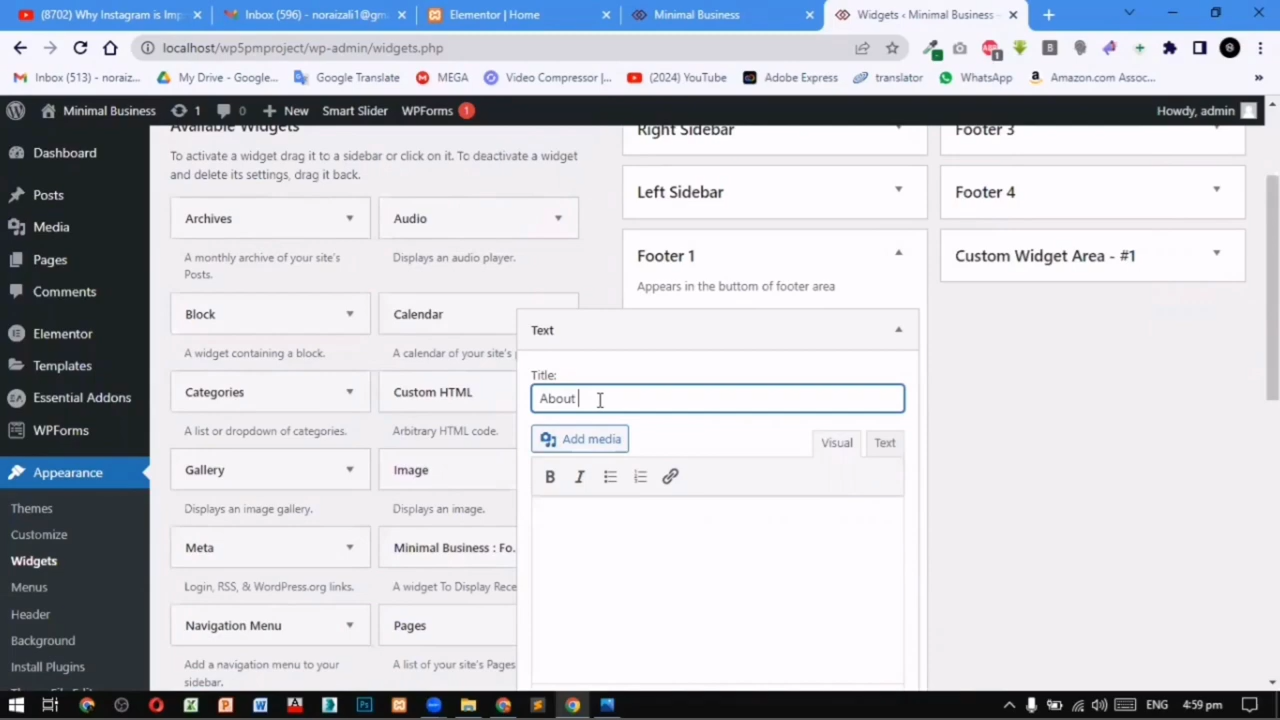 (8702) Why Instagram is Imp
Inbox (596) - noraizali1@gm
Elementor | Home
Minimal Business
Widgets ‹ Minimal Business
localhost/wp5pmproject/wp-admin/widgets.php
Inbox (513) - noraiz...
My Drive - Google...
Google Translate
MEGA
Video Compressor |...
(2024) YouTube
Adobe Express
translator
WhatsApp
Amazon.com Assoc...
Minimal Business
1
0
New
Smart Slider
WPForms
1
Howdy, admin
Dashboard
Posts
Media
Pages
Comments
Elementor
Templates
Essential Addons
WPForms
Appearance
Themes
Customize
Widgets
Menus
Header
Background
Install Plugins
Available Widgets
To activate a widget drag it to a sidebar or click on it. To deactivate a widget
and delete its settings, drag it back.
Archives
A monthly archive of your site's
Posts.
Audio
Displays an audio player.
Block
A widget containing a block.
Calendar
A calendar of your site's
Categories
A list or dropdown of categories.
Custom HTML
Arbitrary HTML code.
Gallery
Displays an image gallery.
Image
Displays an image.
Meta
Login, RSS, & WordPress.org links.
Minimal Business : Fo.
A widget To Display Rece
Navigation Menu
Add a navigation menu to your
sidebar.
Pages
A list of your site's Pages
Right Sidebar
Left Sidebar
Footer 1
Appears in the buttom of footer area
Text
Title:
About
Add media
Visual
Text
B I
Footer 3
Footer 4
Custom Widget Area - #1
ENG
4:59 pm